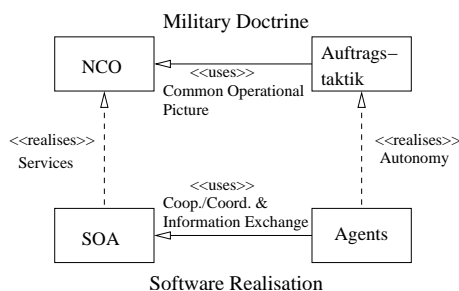 Military Doctrine
NCO
<<uses>>
Common Operational
Picture
Auftrags-
taktik
<<realises>>
Services
<<realises>>
Autonomy
<<uses>>
Coop./Coord. &
Information Exchange
SOA
Agents
Software Realisation